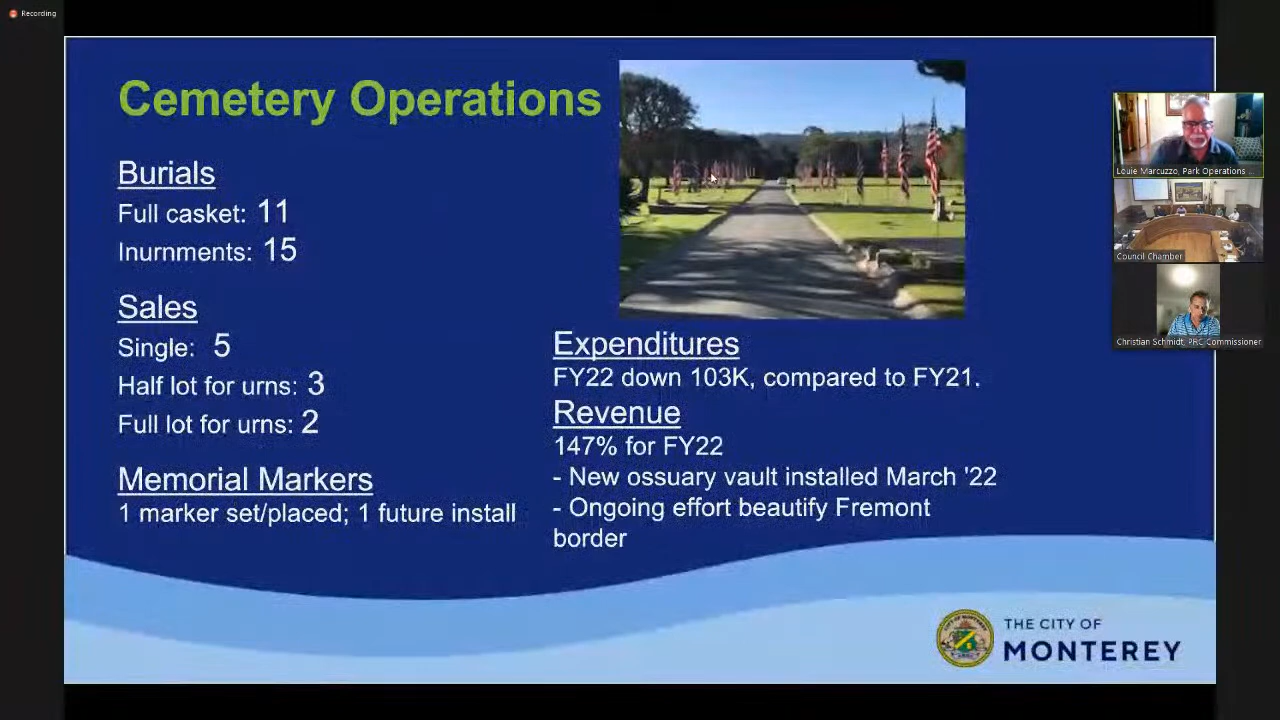 Recording
Cemetery Operations
Burials
Full casket: 11
Inurnments: 15
Sales
Single: 5
Half lot for urns: 3
Full lot for urns: 2
Memorial Markers
1 marker set/placed; 1 future install
Expenditures
FY22 down 103K, compared to FY21.
Revenue
147% for FY22
- New ossuary vault installed March '22
- Ongoing effort beautify Fremont
border
THE CITY OF
MONTEREY
Louie Marcuzzo, Park Operations ...
Council Chamber
Christian Schmidt, PRC Commissioner